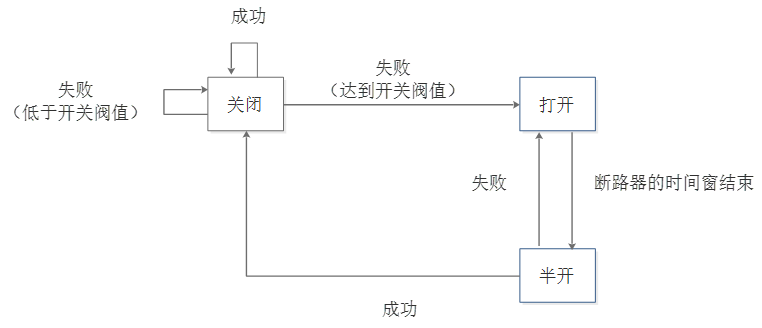 成功
失败
（低于开关阀值）
关闭
失败
（达到开关阀值）
打开
失败
断路器的时间窗结束
半开
成功